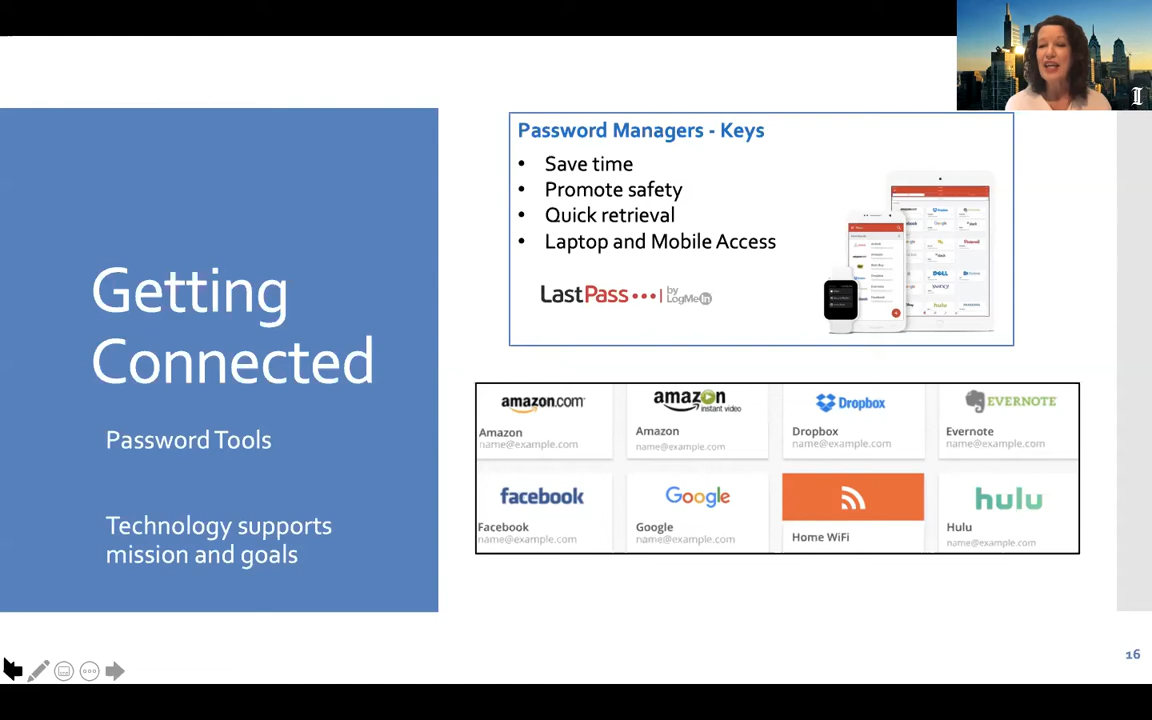 Getting
Connected
Password Tools
Technology supports
mission and goals
Password Managers - Keys
• Save time
• Promote safety
• Quick retrieval
• Laptop and Mobile Access
LastPass•••| by LogMeIn
DELL
YAHOO!
hulu
amazon.com
Amazon
name@example.com
amazon
instant video
Amazon
name@example.com
Dropbox
Dropbox
name@example.com
EVERNOTE
Evernote
name@example.com
facebook
Facebook
name@example.com
Google
Google
name@example.com
Home WiFi
hulu
Hulu
name@example.com
16